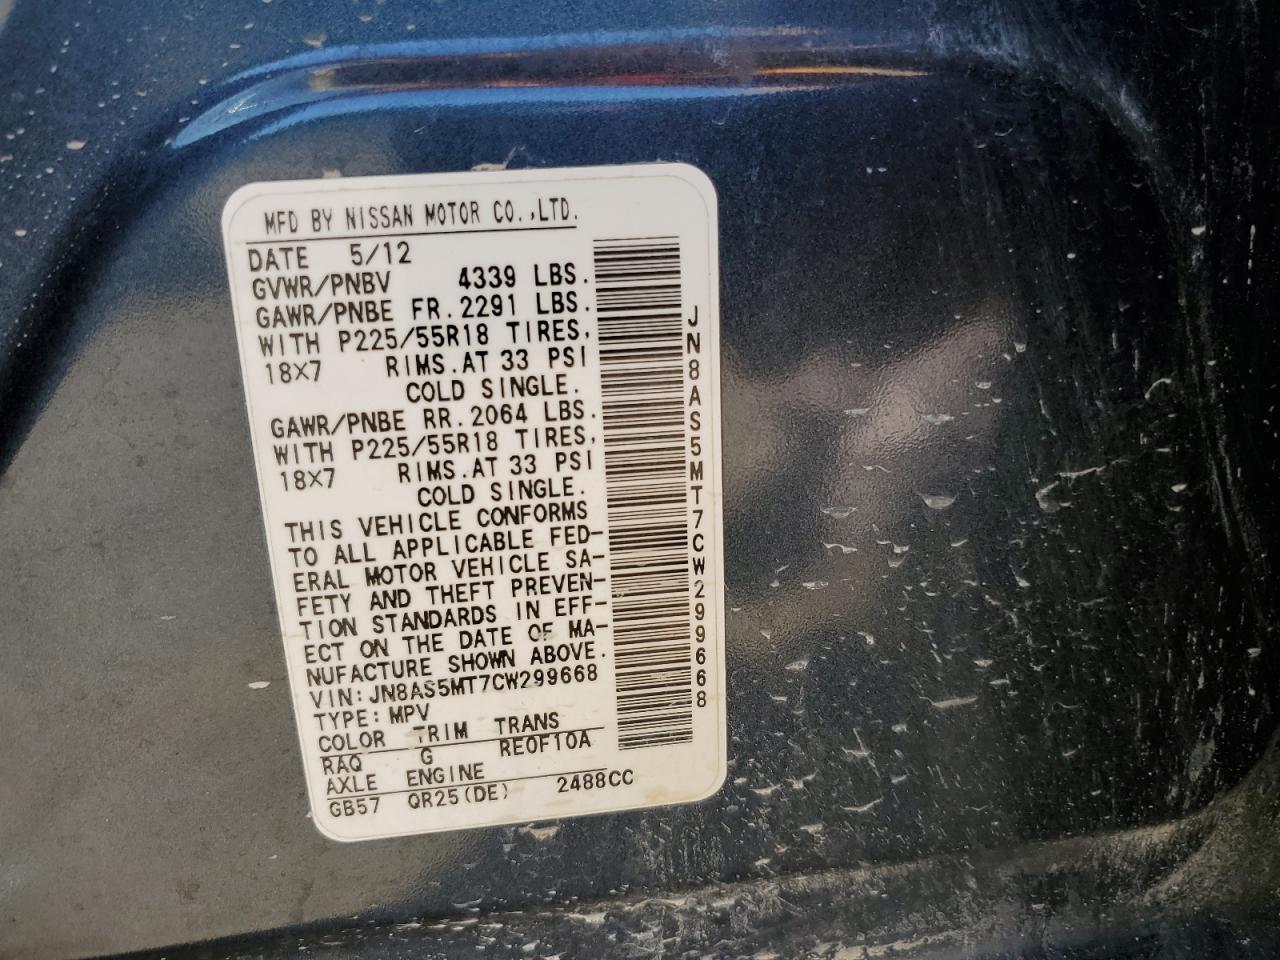 MFD BY NISSAN MOTOR CO.,LTD.
DATE 5/12
GVWR/PNBV 4339 LBS.
GAWR/PNBE FR.2291 LBS.
WITH P225/55R18 TIRES,
18X7 RIMS.AT 33 PSI
COLD SINGLE.
GAWR/PNBE RR.2064 LBS.
WITH P225/55R18 TIRES,
18X7 RIMS.AT 33 PSI
COLD SINGLE.
THIS VEHICLE CONFORMS
TO ALL APPLICABLE FED-
ERAL MOTOR VEHICLE SA-
FETY AND THEFT PREVEN-
TION STANDARDS IN EFF-
ECT ON THE DATE OF MA-
NUFACTURE SHOWN ABOVE.
VIN:JN8AS5MT7CW299668
TYPE:MPV
COLOR TRIM TRANS
RAQ G RE0F10A
AXLE ENGINE
GB57 QR25(DE) 2488CC
JN8AS5MT7CW299668